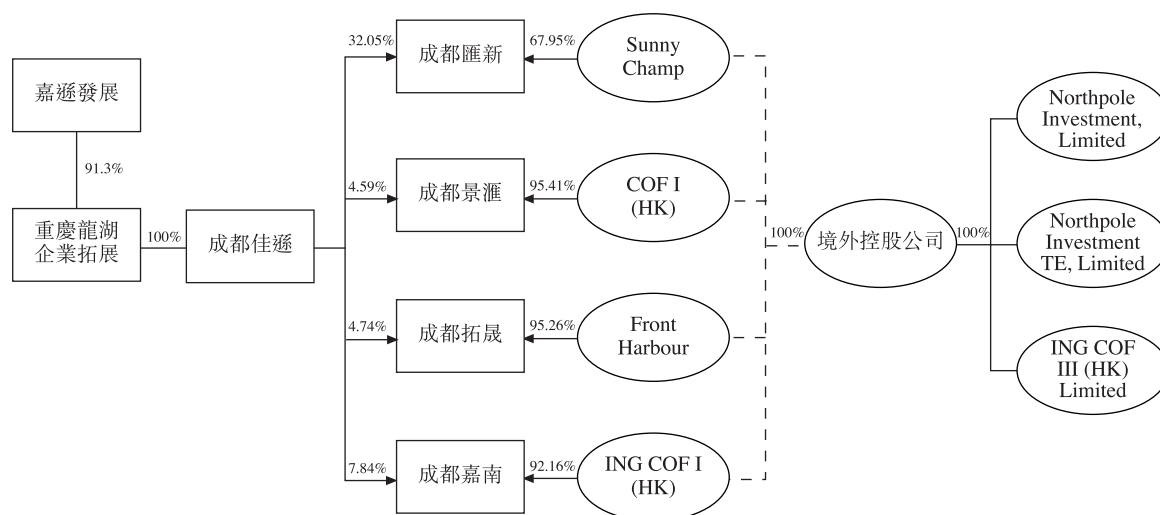 嘉遜發展
91.3%
重慶龍湖
企業拓展
100%
成都佳遜
32.05%
成都匯新
67.95%
Sunny
Champ
4.59%
成都景滙
95.41%
COF I
(HK)
4.74%
成都拓晟
95.26%
Front
Harbour
7.84%
成都嘉南
92.16%
ING COF I
(HK)
100%
境外控股公司
100%
Northpole
Investment,
Limited
Northpole
Investment
TE, Limited
ING COF
III (HK)
Limited